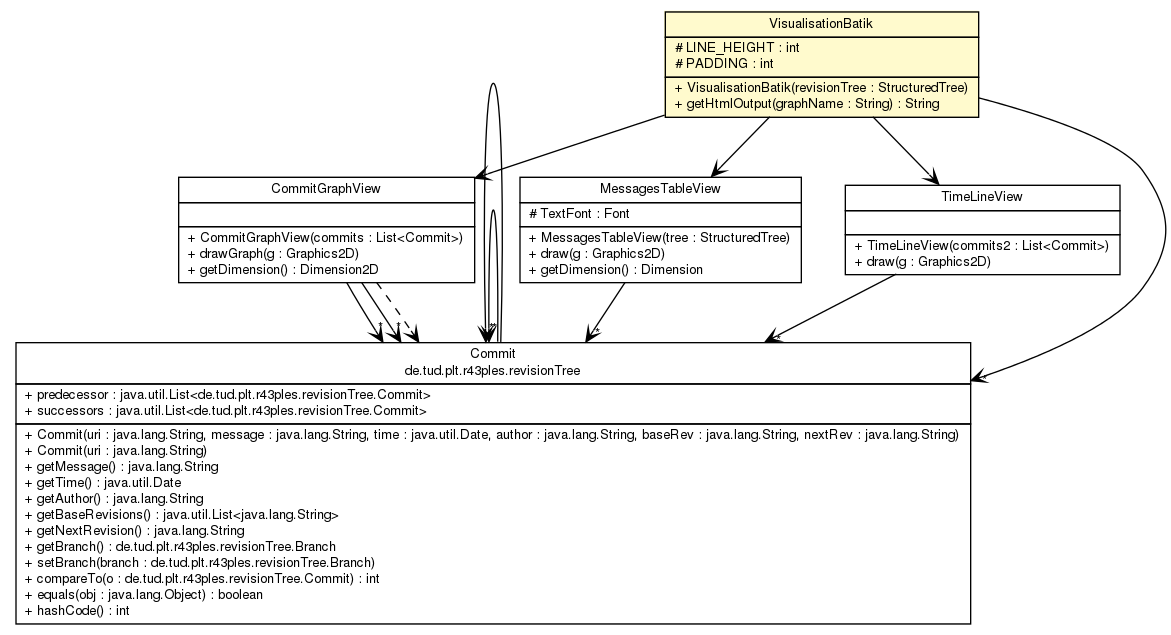 VisualisationBatik
# LINE_HEIGHT : int
# PADDING : int
+ VisualisationBatik(revisionTree : StructuredTree)
+ getHtmlOutput(graphName : String) : String
CommitGraphView
+ CommitGraphView(commits : List<Commit>)
+ drawGraph(g : Graphics2D)
+ getDimension() : Dimension2D
MessagesTableView
# TextFont : Font
+ MessagesTableView(tree : StructuredTree)
+ draw(g : Graphics2D)
+ getDimension() : Dimension
TimeLineView
+ TimeLineView(commits2 : List<Commit>)
+ draw(g : Graphics2D)
* * * * * *
Commit
de.tud.plt.r43ples.revisionTree
+ predecessor : java.util.List<de.tud.plt.r43ples.revisionTree.Commit>
+ successors : java.util.List<de.tud.plt.r43ples.revisionTree.Commit>
+ Commit(uri : java.lang.String, message : java.lang.String, time : java.util.Date, author : java.lang.String, baseRev : java.lang.String, nextRev : java.lang.String)
+ Commit(uri : java.lang.String)
+ getMessage() : java.lang.String
+ getTime() : java.util.Date
+ getAuthor() : java.lang.String
+ getBaseRevisions() : java.util.List<java.lang.String>
+ getNextRevision() : java.lang.String
+ getBranch() : de.tud.plt.r43ples.revisionTree.Branch
+ setBranch(branch : de.tud.plt.r43ples.revisionTree.Branch)
+ compareTo(o : de.tud.plt.r43ples.revisionTree.Commit) : int
+ equals(obj : java.lang.Object) : boolean
+ hashCode() : int
*